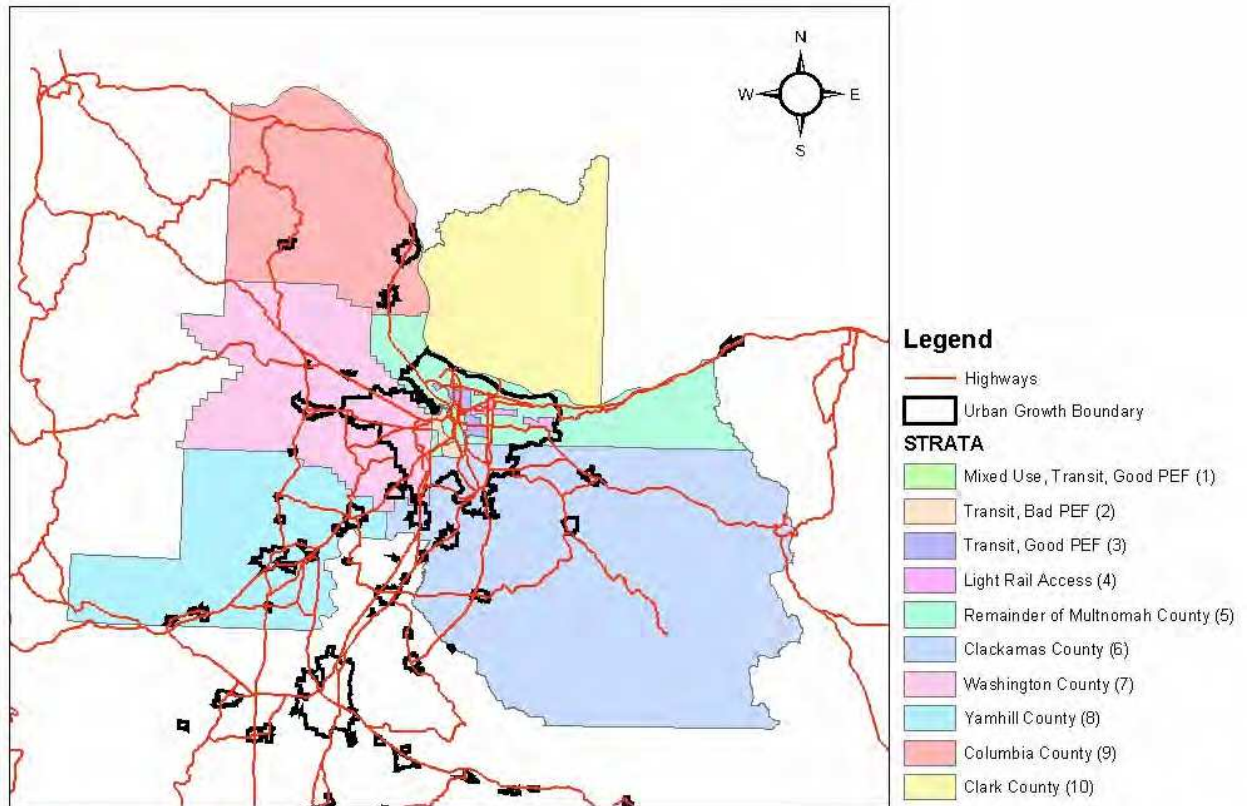 N
W E
S
Legend
Highways
Urban Growth Boundary
STRATA
Mixed Use, Transit, Good PEF (1)
Transit, Bad PEF (2)
Transit, Good PEF (3)
Light Rail Access (4)
Remainder of Multnomah County (5)
Clackamas County (6)
Washington County (7)
Yamhill County (8)
Columbia County (9)
Clark County (10)